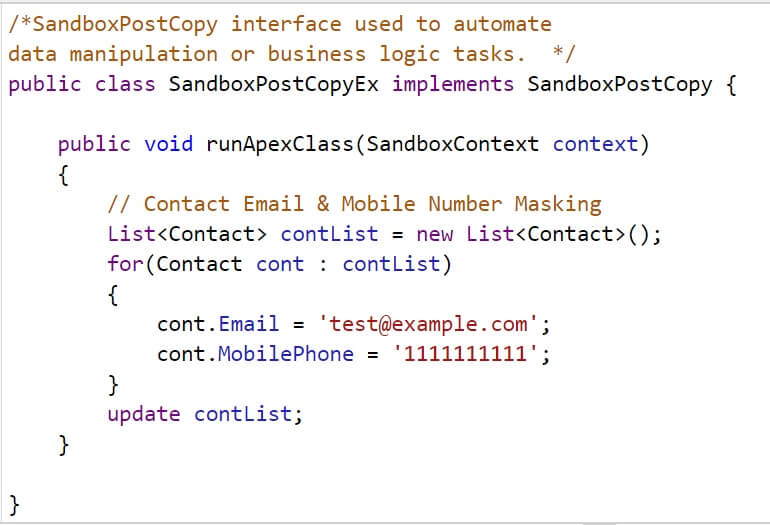 /*SandboxPostCopy interface used to automate
data manipulation or business logic tasks.  */
public class SandboxPostCopyEx implements SandboxPostCopy {
public void runApexClass(SandboxContext context)
{
// Contact Email & Mobile Number Masking
List<Contact> contList = new List<Contact>();
for(Contact cont : contList)
{
cont.Email = 'test@example.com';
cont.MobilePhone = '1111111111';
}
update contList;
}
}